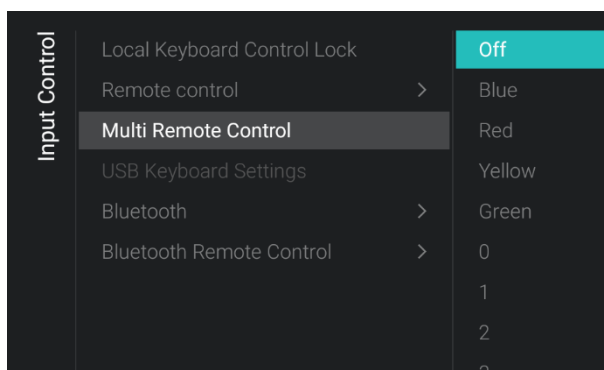 Input Control
Local Keyboard Control Lock
Remote control >
Multi Remote Control
USB Keyboard Settings
Bluetooth >
Bluetooth Remote Control >
Off
Blue
Red
Yellow
Green
0
1
2